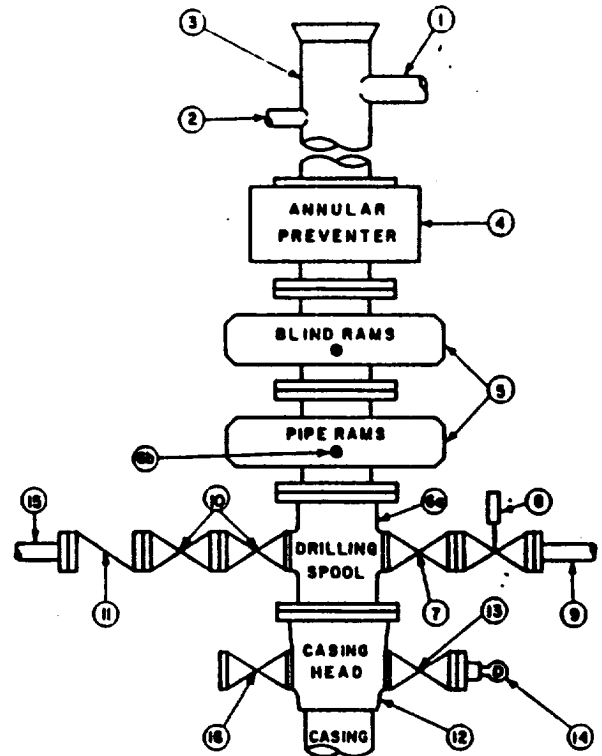 3
1
2
ANNULAR
PREVENTER
4
BLIND RAMS
5
PIPE RAMS
6b
15
10
6a
8
DRILLING
SPOOL
11
7
9
13
CASING
HEAD
16
12
14
CASING